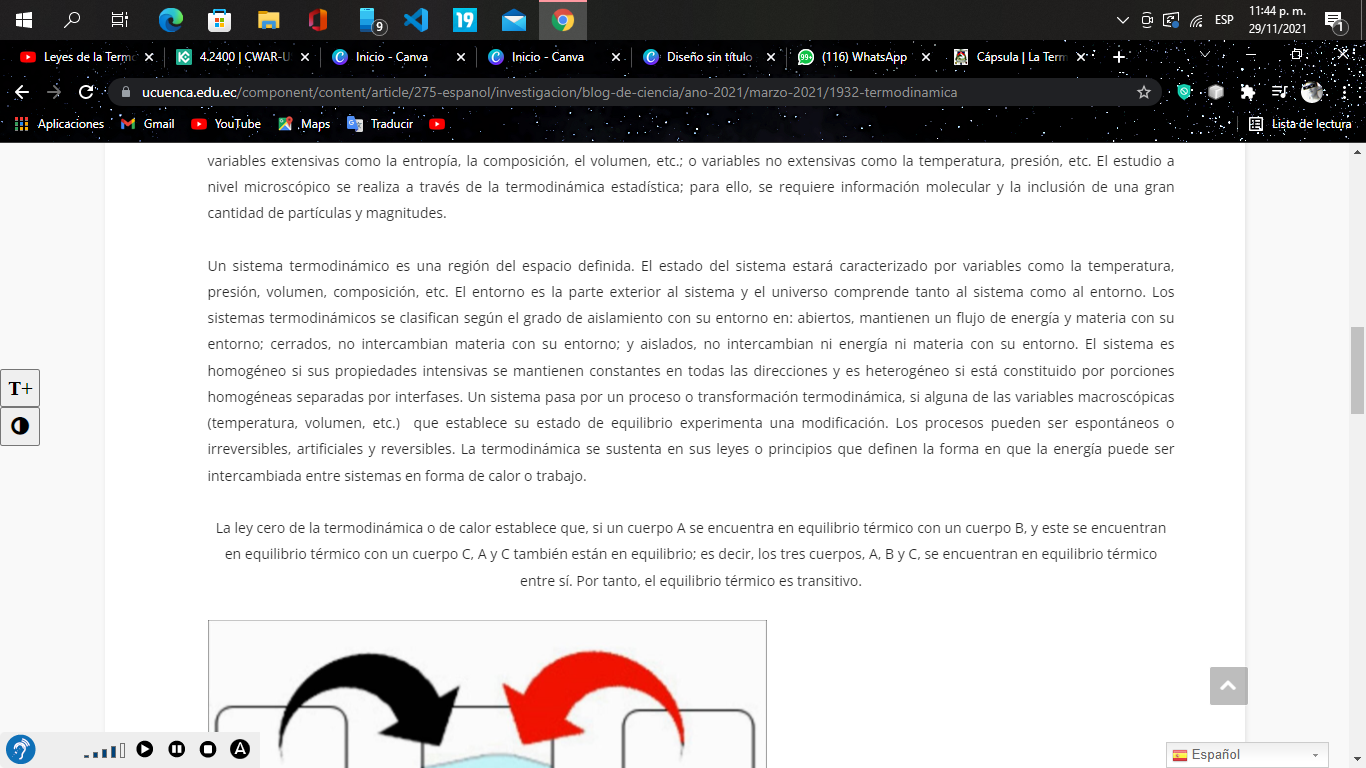 11:44 p. m.
ESP
29/11/2021
9
19
1
Leyes de la Termo
4.2400 | CWAR-U
Inicio - Canva
Inicio - Canva
Diseño sin título
99+
(116) WhatsApp
Cápsula | La Term
ucuenca.edu.ec/component/content/article/275-espanol/investigacion/blog-de-ciencia/ano-2021/marzo-2021/1932-termodinamica
Aplicaciones
Gmail
YouTube
Maps
Traducir
Lista de lectura
variables extensivas como la entropía, la composición, el volumen, etc.; o variables no extensivas como la temperatura, presión, etc. El estudio a
nivel microscópico se realiza a través de la termodinámica estadística; para ello, se requiere información molecular y la inclusión de una gran
cantidad de partículas y magnitudes.
Un sistema termodinámico es una región del espacio definida. El estado del sistema estará caracterizado por variables como la temperatura,
presión, volumen, composición, etc. El entorno es la parte exterior al sistema y el universo comprende tanto al sistema como al entorno. Los
sistemas termodinámicos se clasifican según el grado de aislamiento con su entorno en: abiertos, mantienen un flujo de energía y materia con su
entorno; cerrados, no intercambian materia con su entorno; y aislados, no intercambian ni energía ni materia con su entorno. El sistema es
homogéneo si sus propiedades intensivas se mantienen constantes en todas las direcciones y es heterogéneo si está constituido por porciones
homogéneas separadas por interfases. Un sistema pasa por un proceso o transformación termodinámica, si alguna de las variables macroscópicas
(temperatura, volumen, etc.)  que establece su estado de equilibrio experimenta una modificación. Los procesos pueden ser espontáneos o
irreversibles, artificiales y reversibles. La termodinámica se sustenta en sus leyes o principios que definen la forma en que la energía puede ser
intercambiada entre sistemas en forma de calor o trabajo.
La ley cero de la termodinámica o de calor establece que, si un cuerpo A se encuentra en equilibrio térmico con un cuerpo B, y este se encuentran
en equilibrio térmico con un cuerpo C, A y C también están en equilibrio; es decir, los tres cuerpos, A, B y C, se encuentran en equilibrio térmico
entre sí. Por tanto, el equilibrio térmico es transitivo.
T+
A
Español